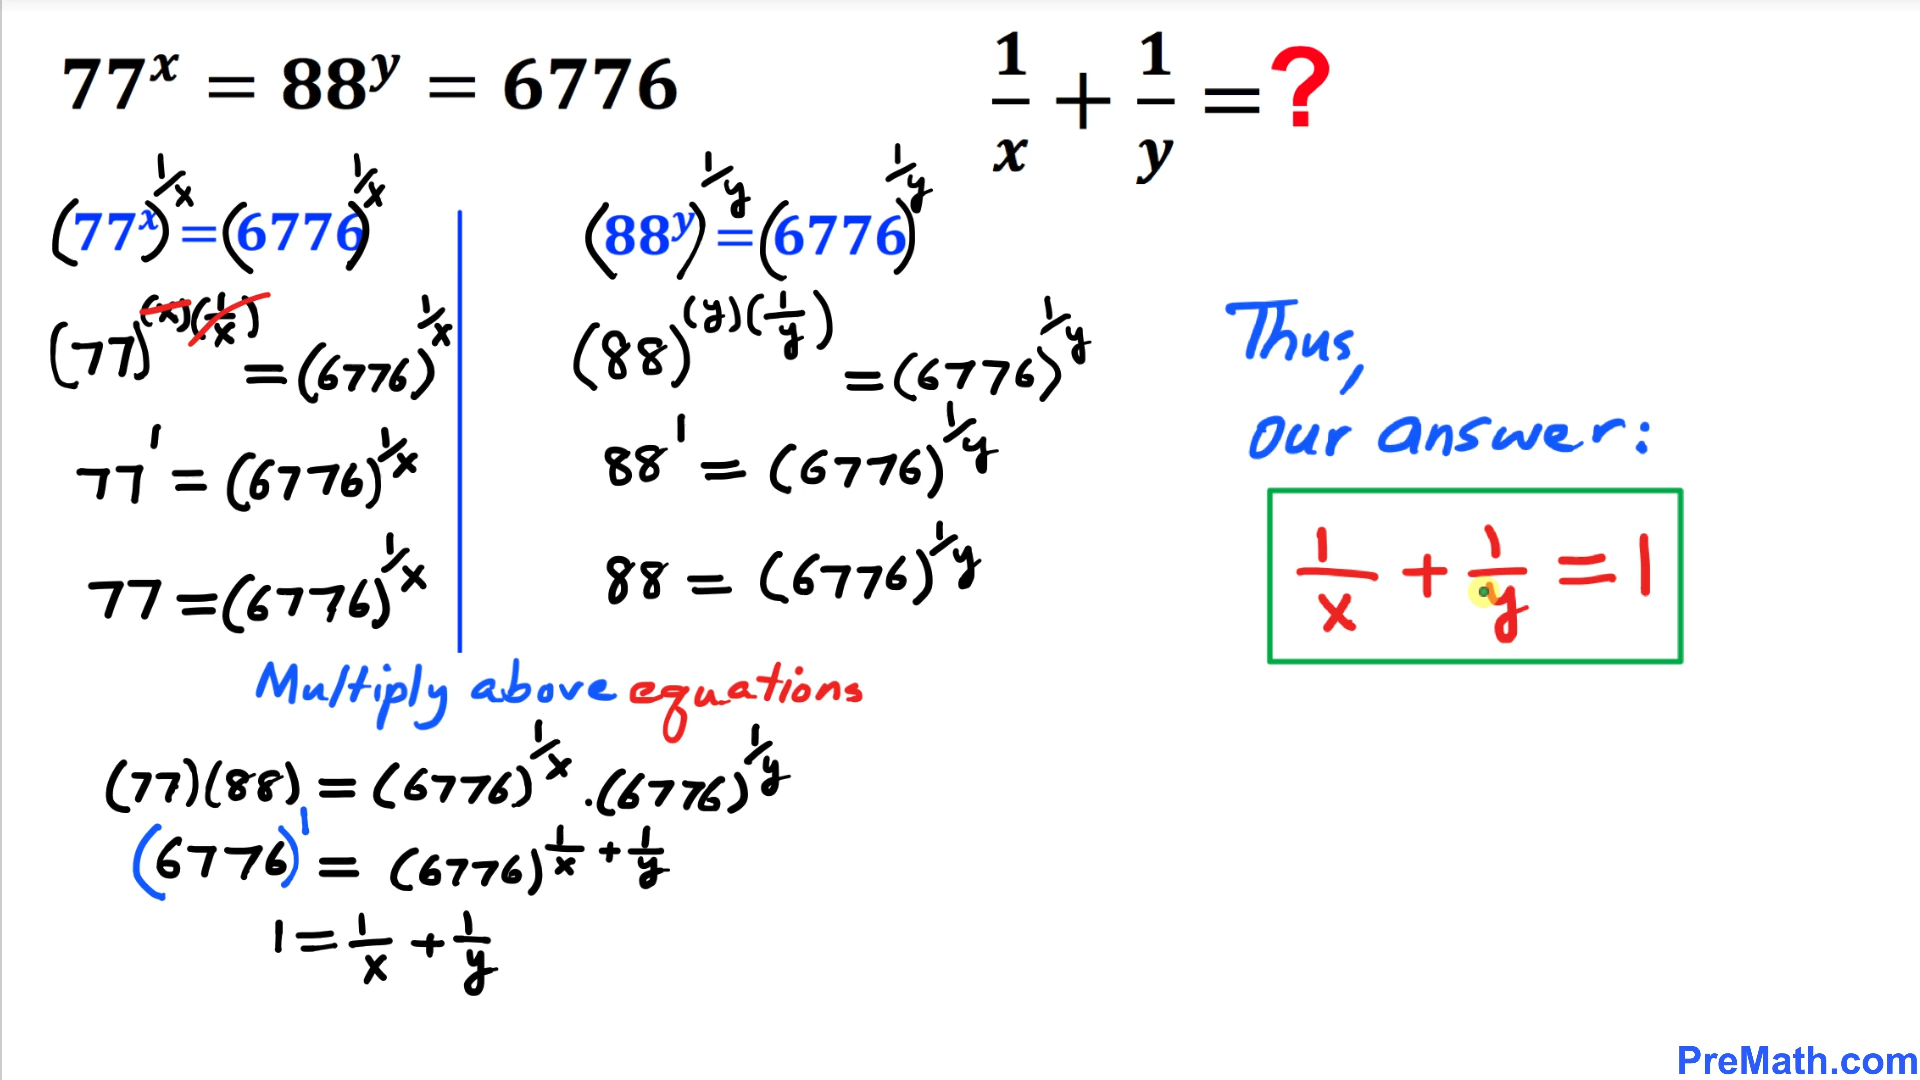 77^x = 88^y = 6776
1/x + 1/y = ?
(77^x)^1/x = (6776)^1/x
(77)^(x)(1/x) = (6776)^1/x
77^1 = (6776)^1/x
77 = (6776)^1/x
(88^y)^1/y = (6776)^1/y
(88)^(y)(1/y) = (6776)^1/y
88^1 = (6776)^1/y
88 = (6776)^1/y
Multiply above equations
(77)(88) = (6776)^1/x . (6776)^1/y
(6776)^1 = (6776)^1/x + 1/y
1 = 1/x + 1/y
Thus,
our answer:
1/x + 1/y = 1
PreMath.com